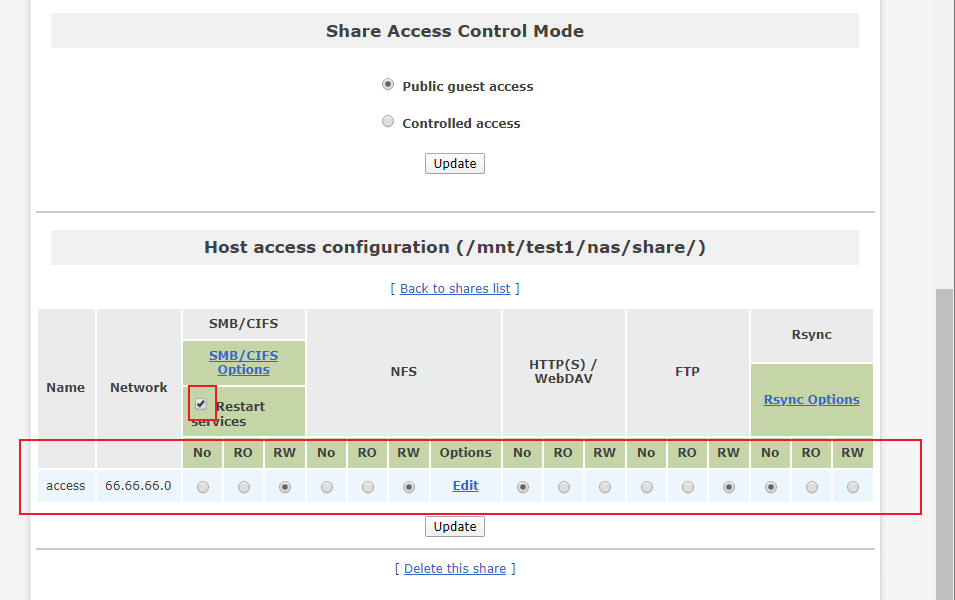 Share Access Control Mode
Public guest access
Controlled access
Update
Host access configuration (/mnt/test1/nas/share/)
[ Back to shares list ]
Name
Network
SMB/CIFS
SMB/CIFS
Options
Restart
services
NFS
HTTP(S) /
WebDAV
FTP
Rsync
Rsync Options
No RO RW No RO RW Options No RO RW No RO RW No RO RW
access 66.66.66.0 Edit
Update
[ Delete this share ]